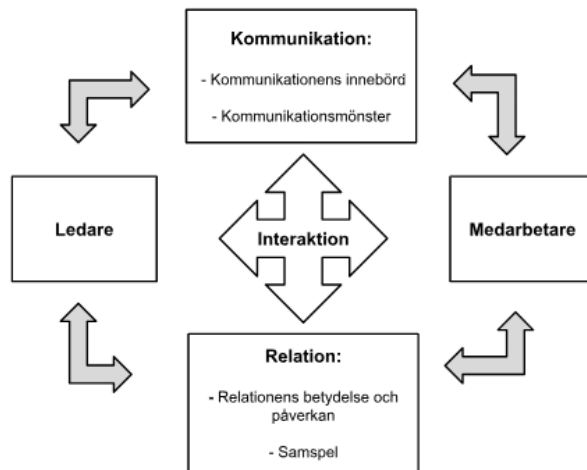 Kommunikation:
- Kommunikationens innebörd
- Kommunikationsmönster
Ledare
Interaktion
Medarbetare
Relation:
- Relationens betydelse och
påverkan
- Samspel